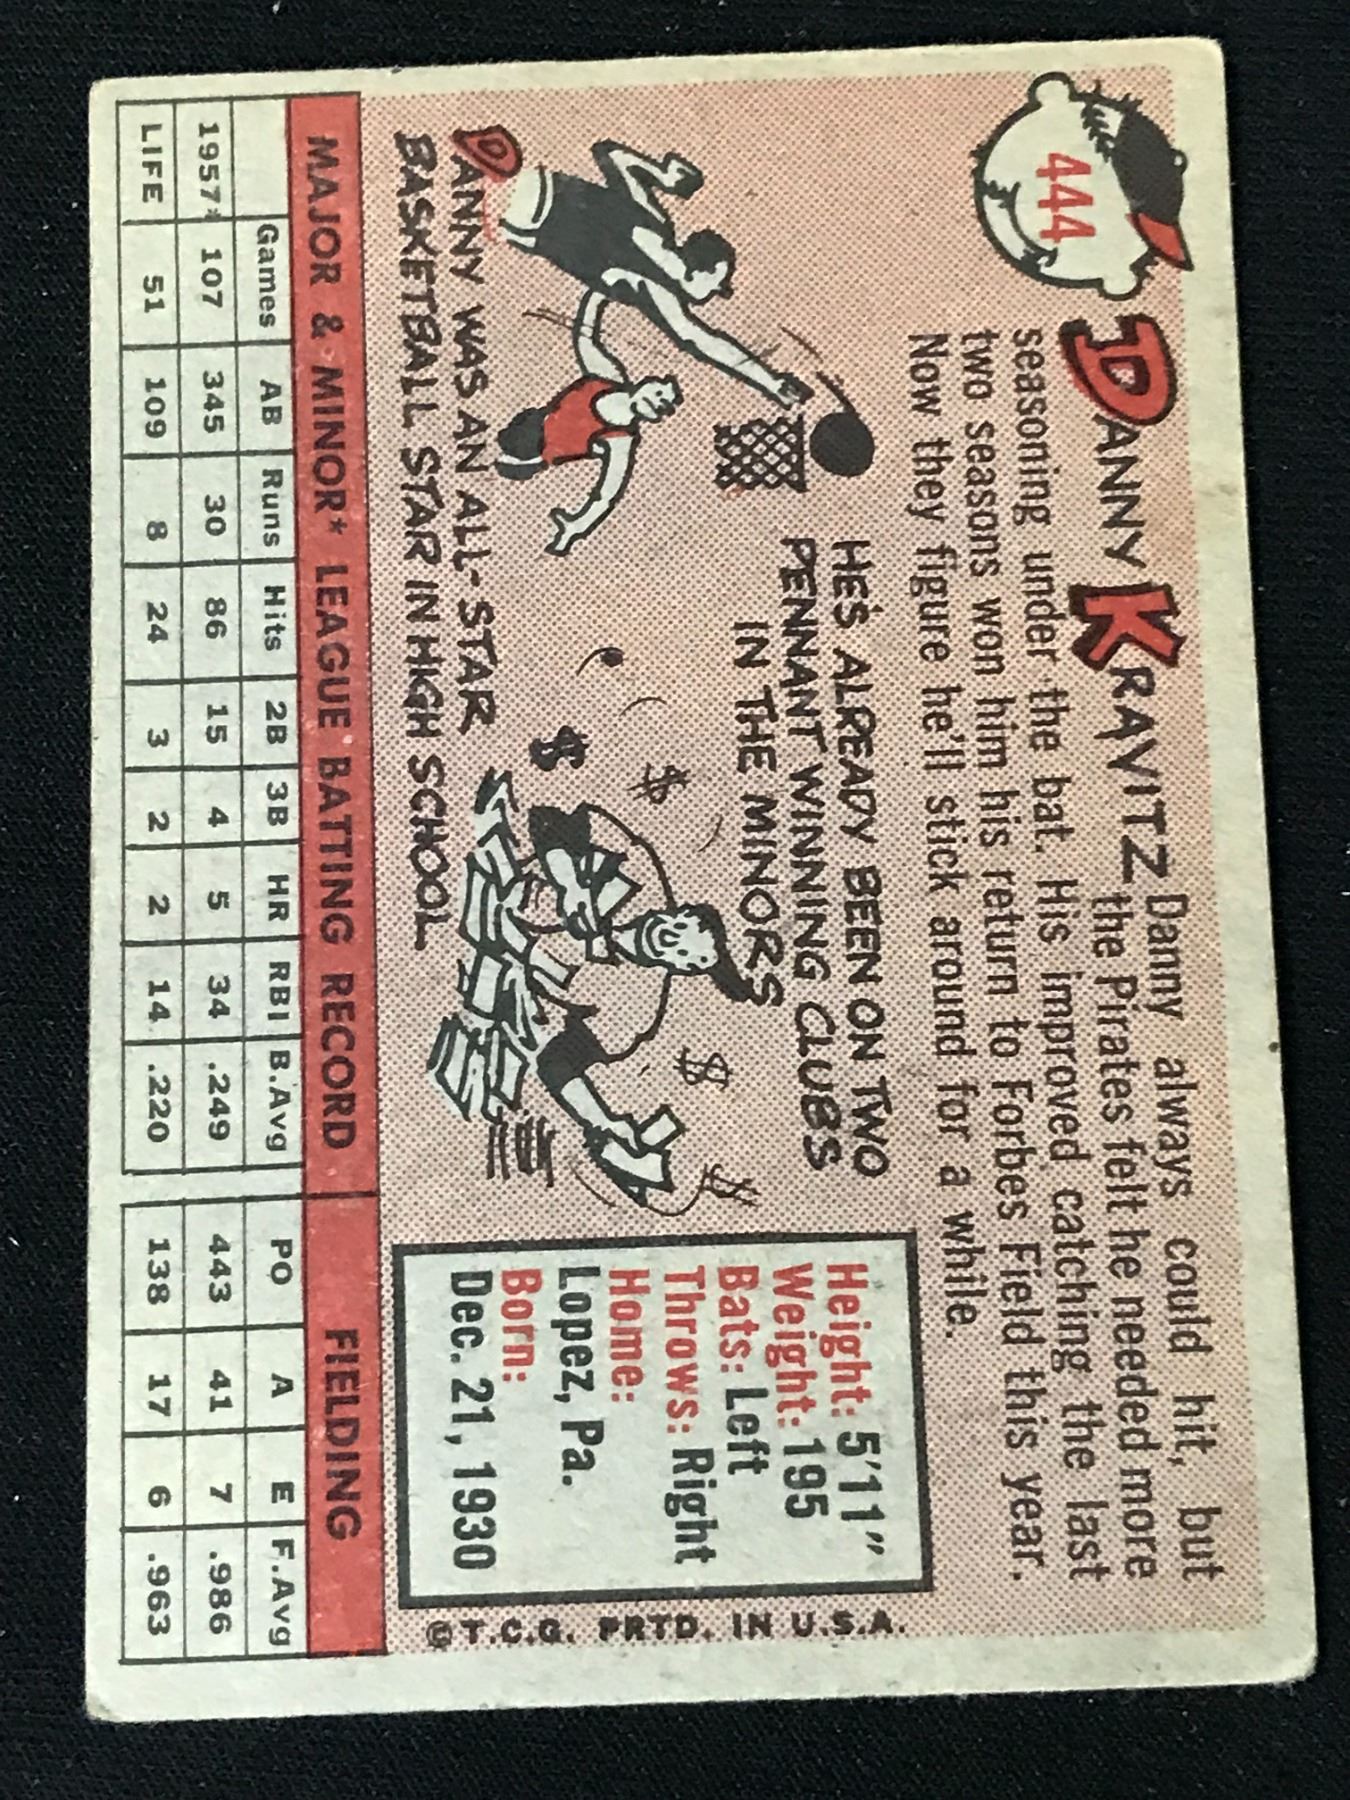 444
DANNY KRAVITZ
Danny always could hit, but
the Pirates felt he needed more
seasoning under the bat. His improved catching the last
two seasons won him his return to Forbes Field this year.
Now they figure he'll stick around for a while.
HE'S ALREADY BEEN ON TWO
PENNANT WINNING CLUBS
IN THE MINORS
$ $ $ $
DANNY WAS AN ALL-STAR
BASKETBALL STAR IN HIGH SCHOOL
Height: 5'11"
Weight: 195
Bats: Left
Throws: Right
Home:
Lopez, Pa.
Born:
Dec. 21, 1930
© T.C.G. PRTD. IN U.S.A.
MAJOR & MINOR* LEAGUE BATTING RECORD FIELDING
Games AB Runs Hits 2B 3B HR RBI B.Avg PO A E F.Avg
1957* 107 345 30 86 15 4 5 34 .249 443 41 7 .986
LIFE 51 109 8 24 3 2 2 14 .220 138 17 6 .963